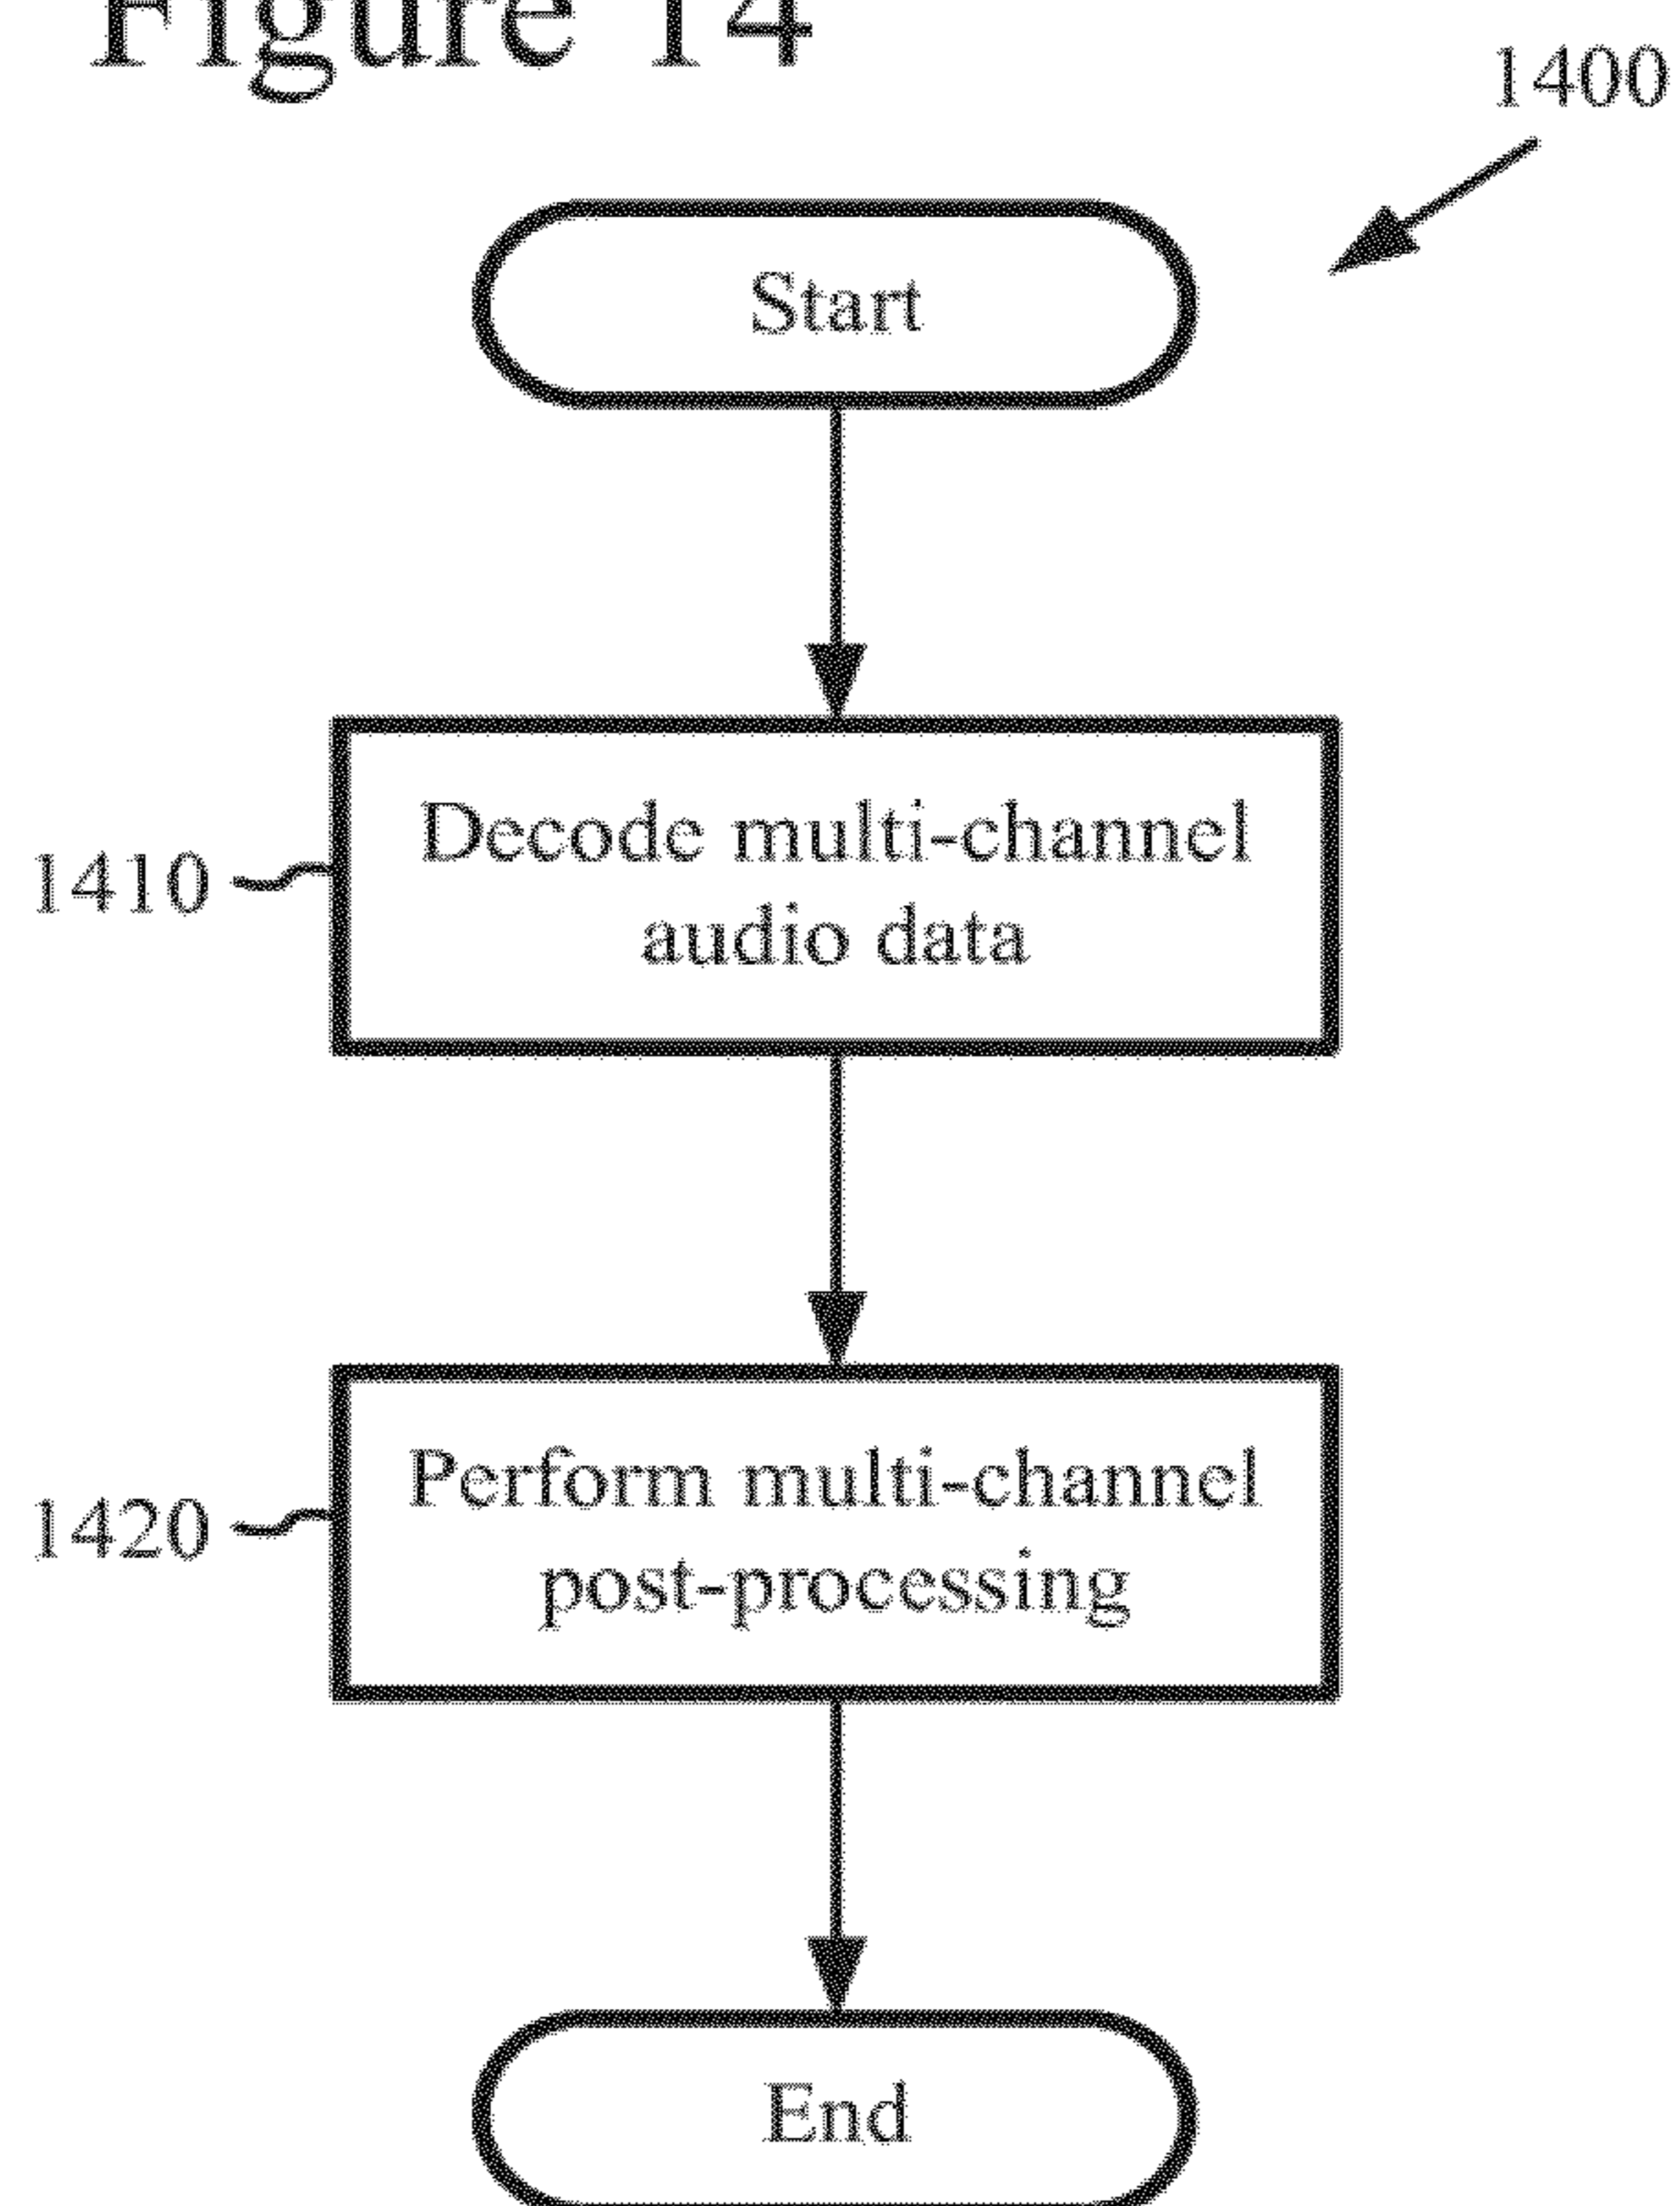 Figure 14
1400
Start
1410
Decode multi-channel
audio data
1420
Perform multi-channel
post-processing
End